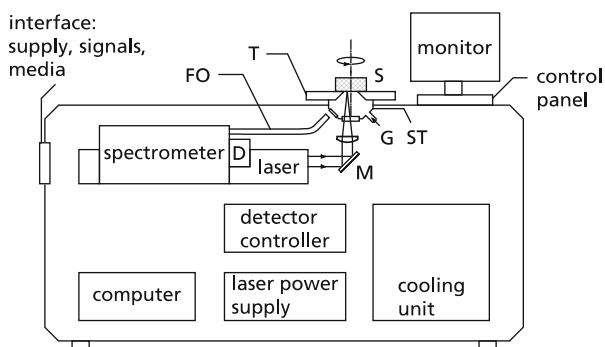 interface:
supply, signals,
media
T
FO
S
monitor
control
panel
G
ST
spectrometer
D
laser
M
detector
controller
computer
laser power
supply
cooling
unit